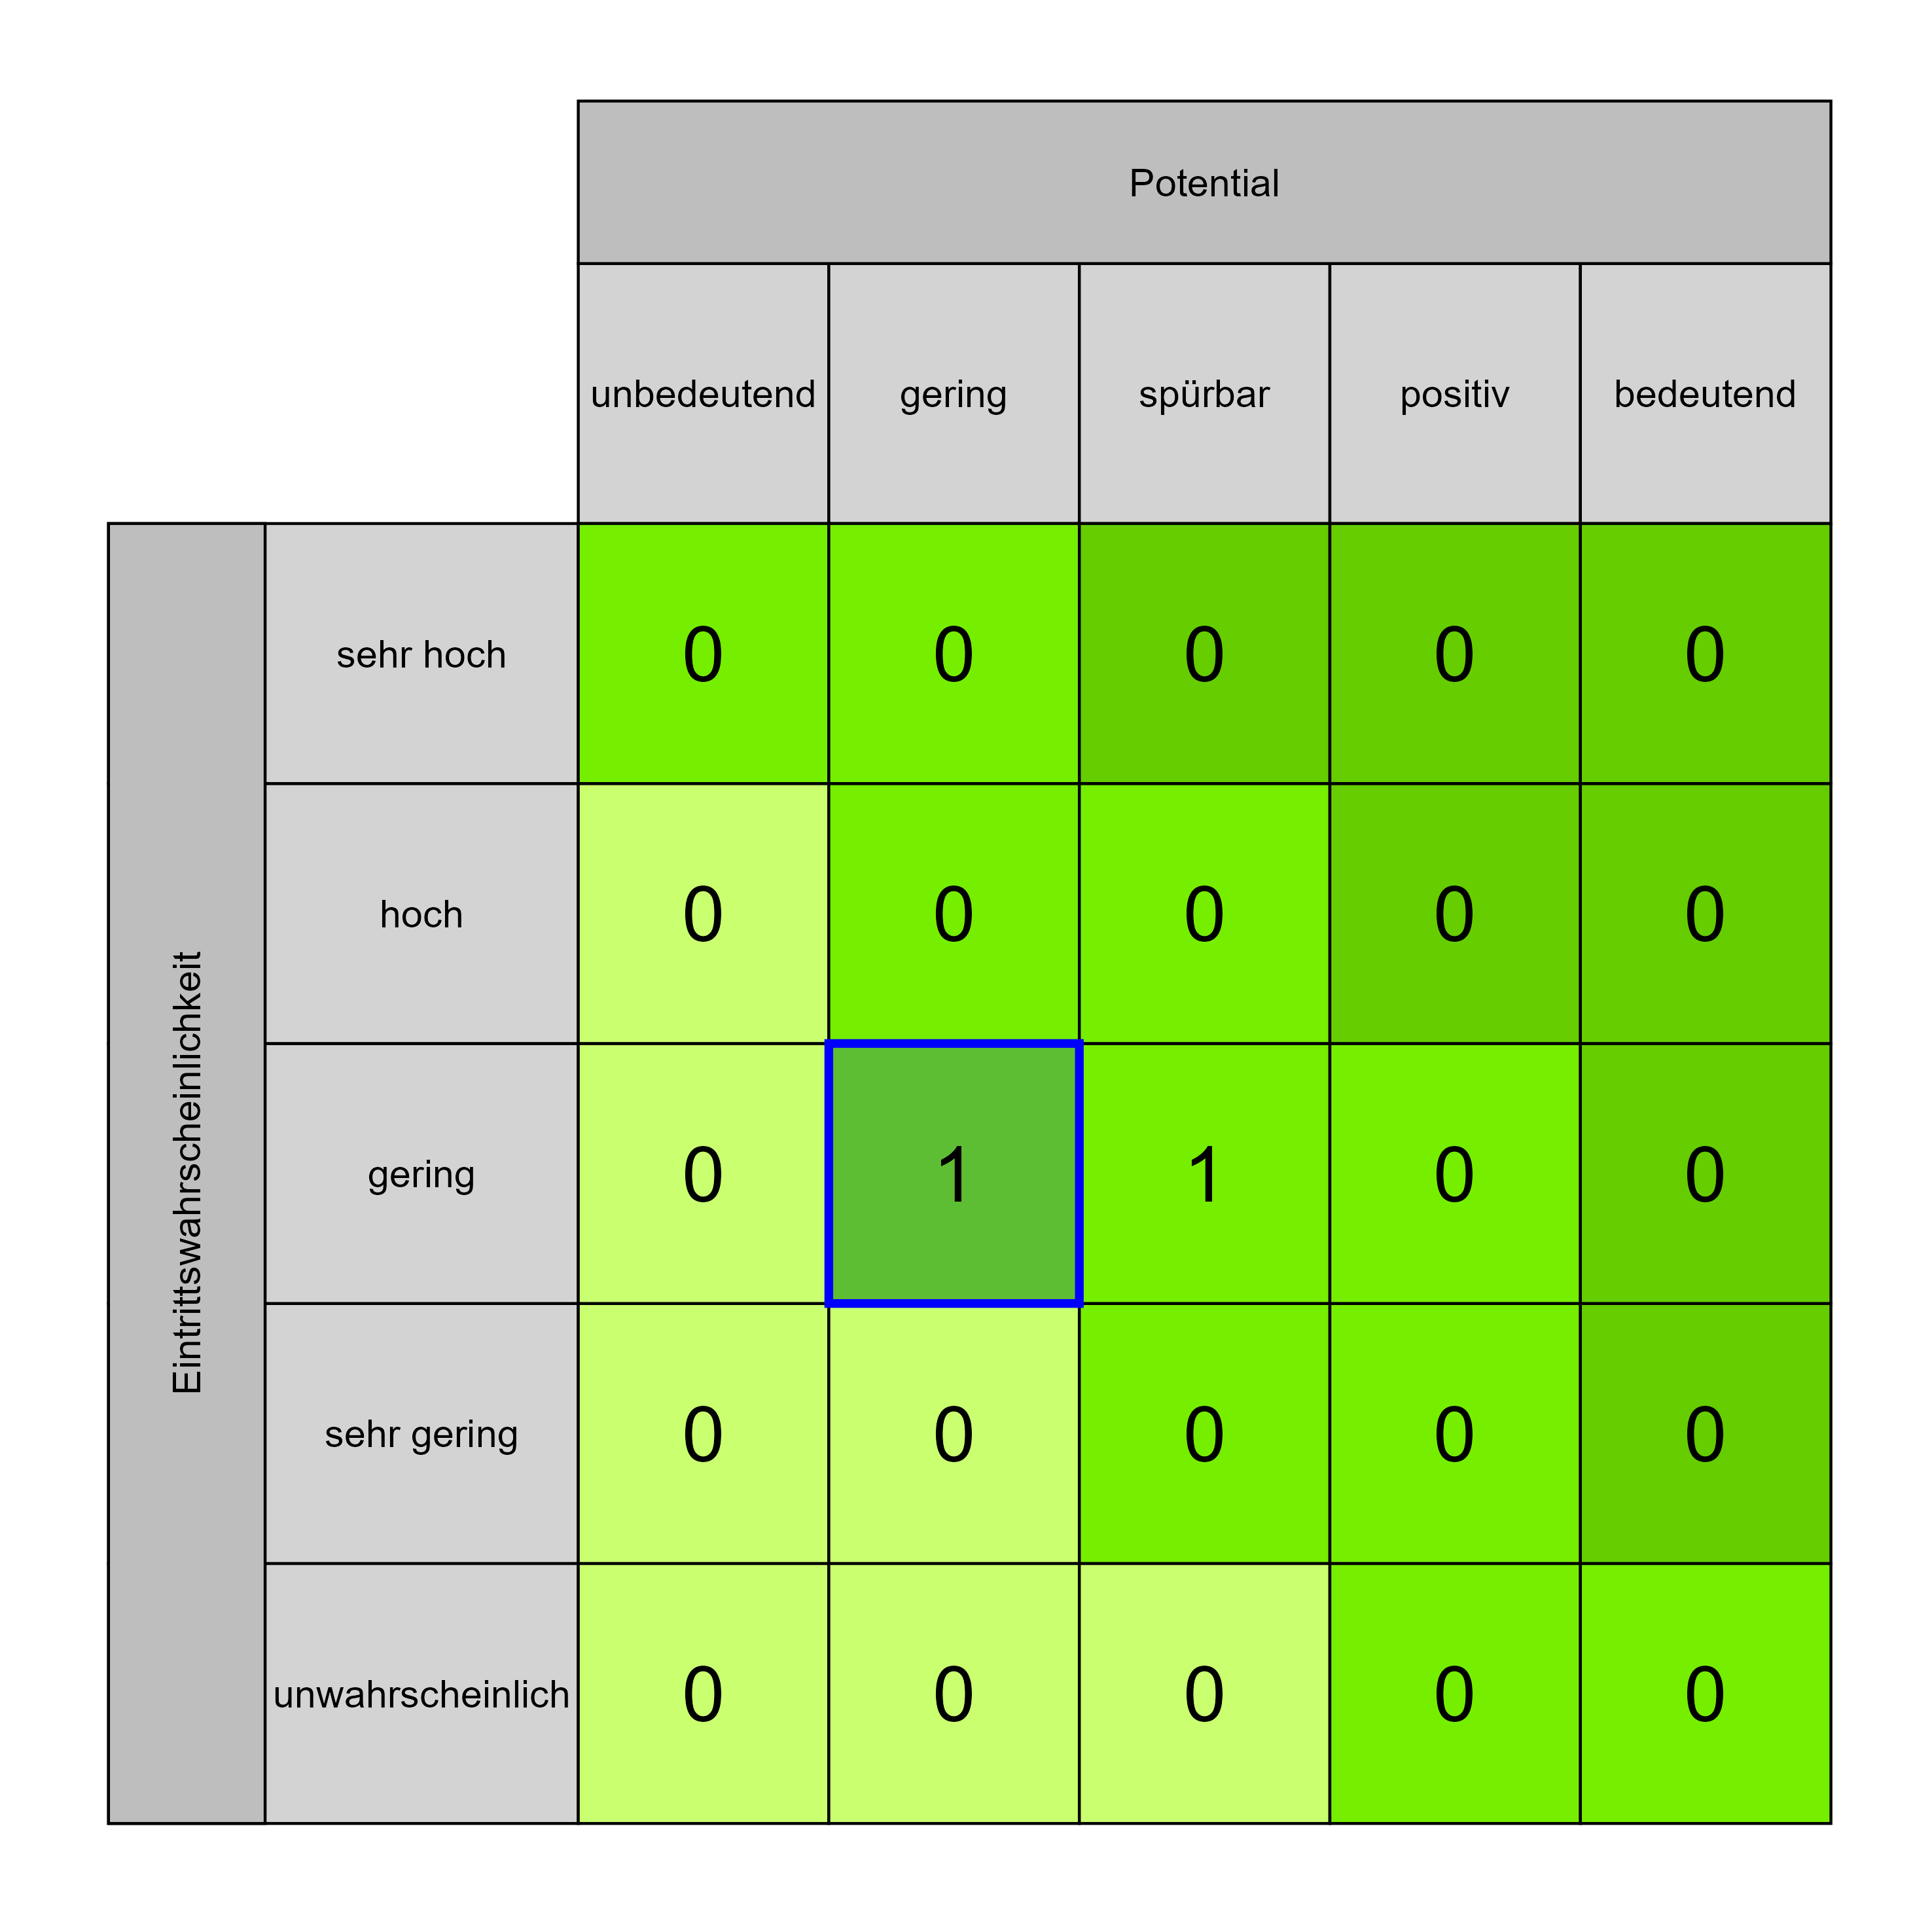 Potential
unbedeutend gering spürbar positiv bedeutend
Eintrittswahrscheinlichkeit
sehr hoch 0 0 0 0 0
hoch 0 0 0 0 0
gering 0 1 1 0 0
sehr gering 0 0 0 0 0
unwahrscheinlich 0 0 0 0 0